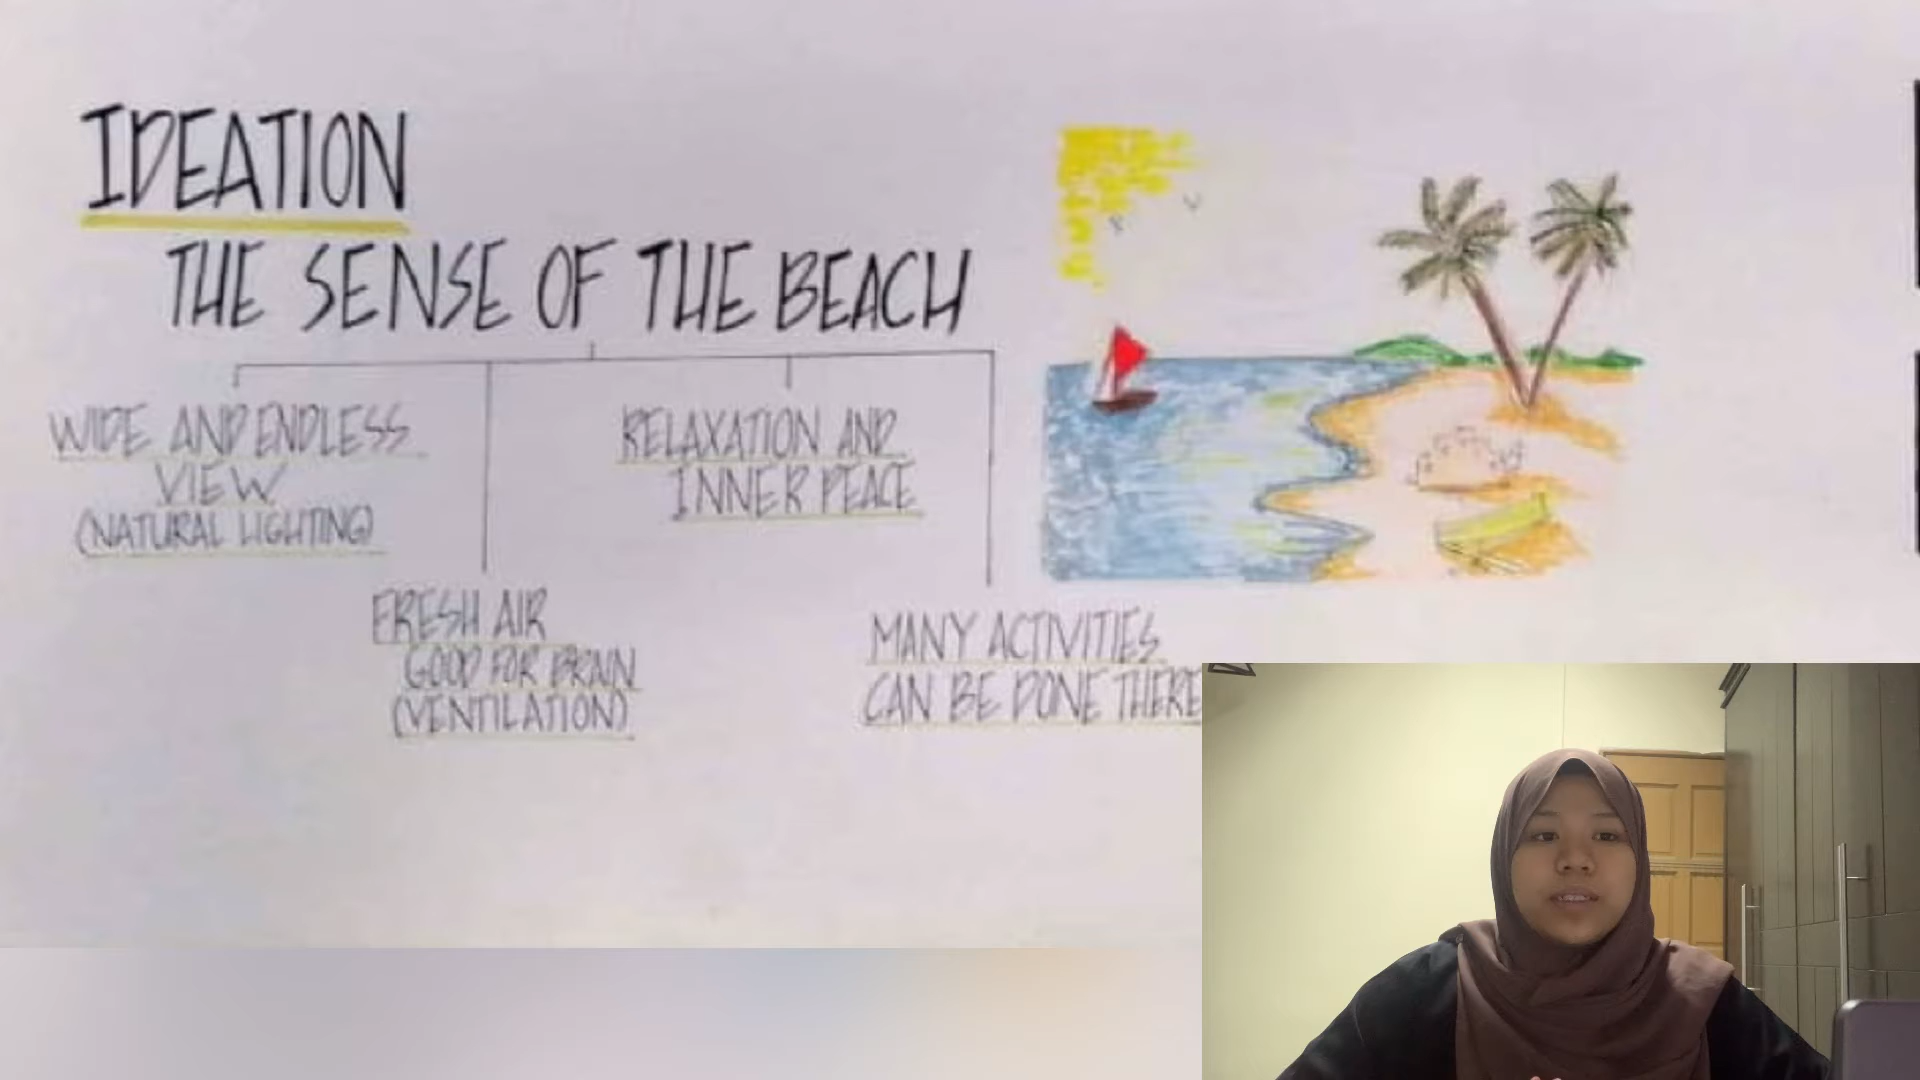 IDEATION
THE SENSE OF THE BEACH
WIDE AND ENDLESS
VIEW
(NATURAL LIGHTING)
RELAXATION AND
INNER PEACE
FRESH AIR
GOOD FOR BRAIN
(VENTILATION)
MANY ACTIVITIES
CAN BE DONE THERE